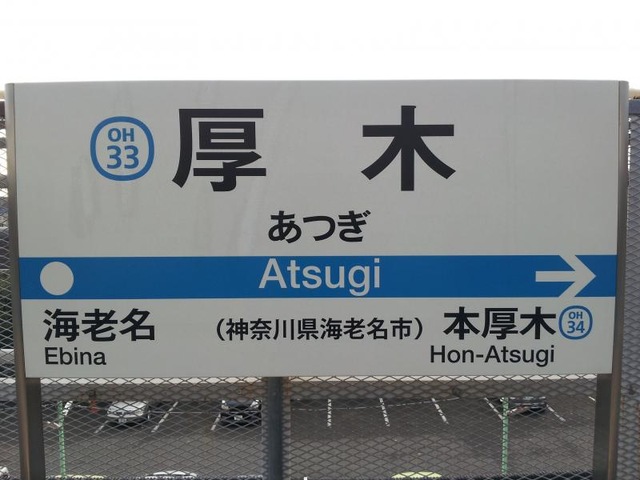 OH
33
厚木
あつぎ
Atsugi
海老名
Ebina
（神奈川県海老名市）
本厚木
Hon-Atsugi
OH
34